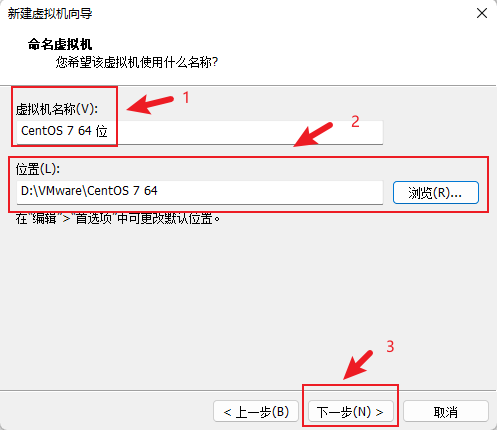 新建虚拟机向导
命名虚拟机
您希望该虚拟机使用什么名称?
虚拟机名称(V):
1
CentOS 7 64 位
2
位置(L):
D:\VMware\CentOS 7 64
浏览(R)...
在"编辑">"首选项"中可更改默认位置。
3
< 上一步(B)
下一步(N) >
取消